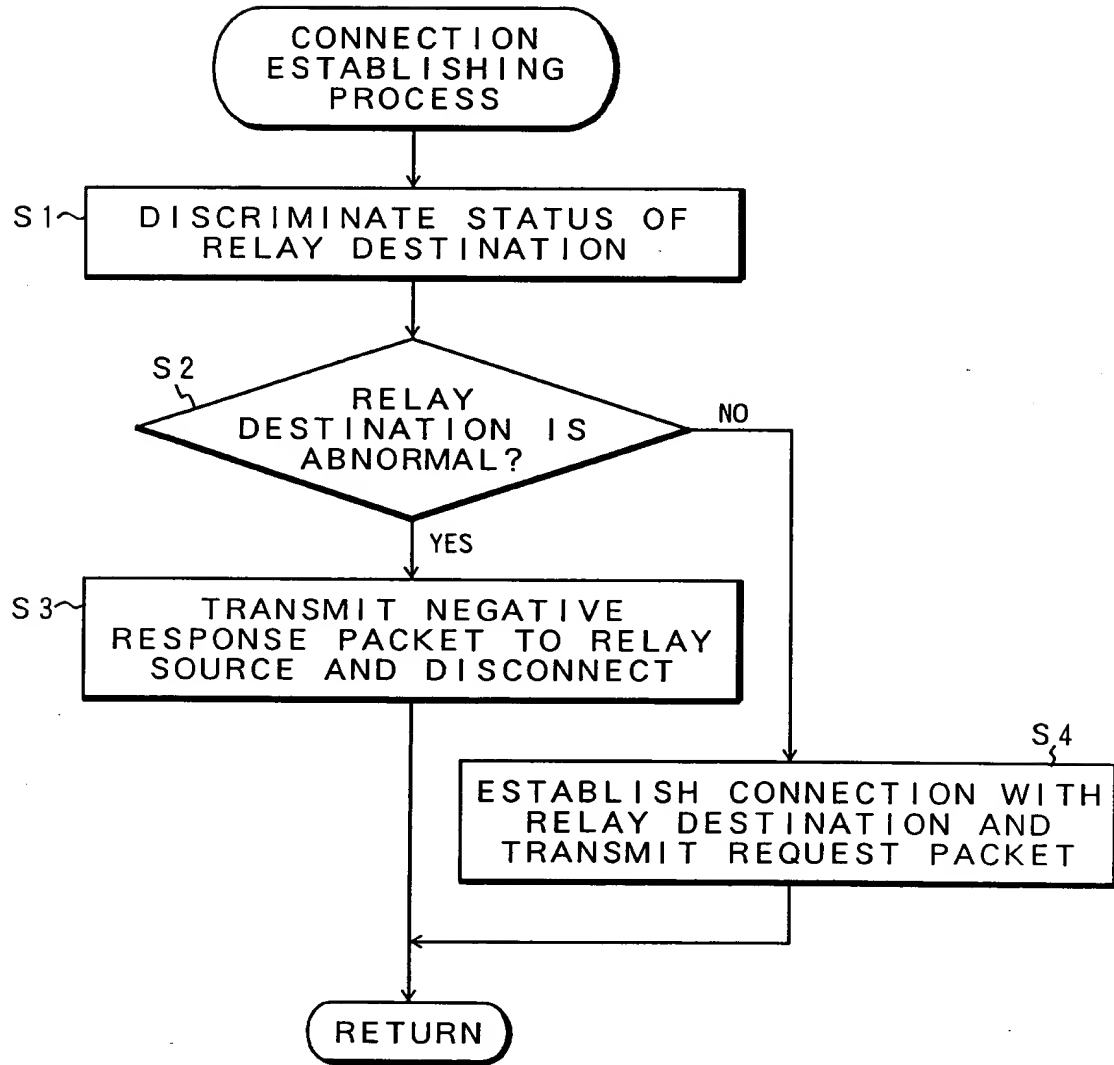 CONNECTION
ESTABLISHING
PROCESS
S1
DISCRIMINATE STATUS OF
RELAY DESTINATION
S2
RELAY
DESTINATION IS
ABNORMAL?
NO
YES
S3
TRANSMIT NEGATIVE
RESPONSE PACKET TO RELAY
SOURCE AND DISCONNECT
S4
ESTABLISH CONNECTION WITH
RELAY DESTINATION AND
TRANSMIT REQUEST PACKET
RETURN